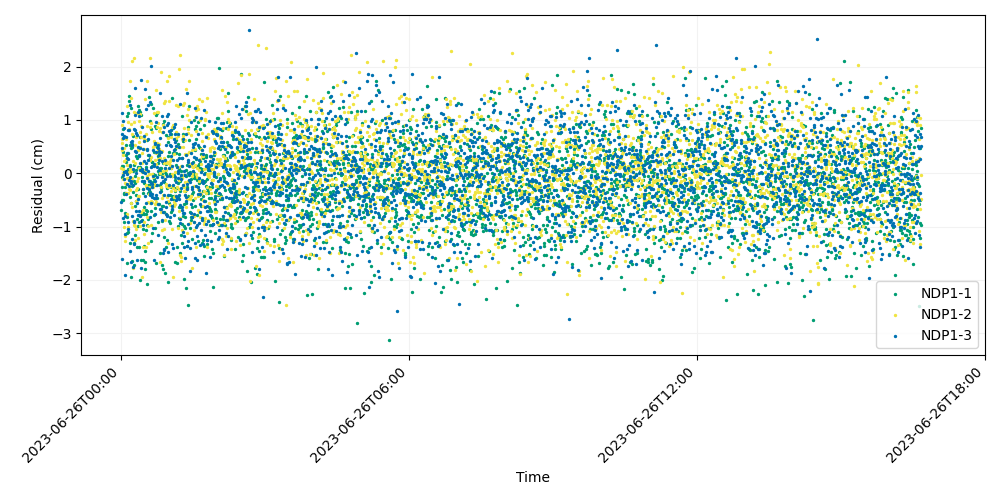 2
1
0
−1
−2
−3
Residual (cm)
NDP1-1
NDP1-2
NDP1-3
2023-06-26T00:00
2023-06-26T06:00
2023-06-26T12:00
2023-06-26T18:00
Time